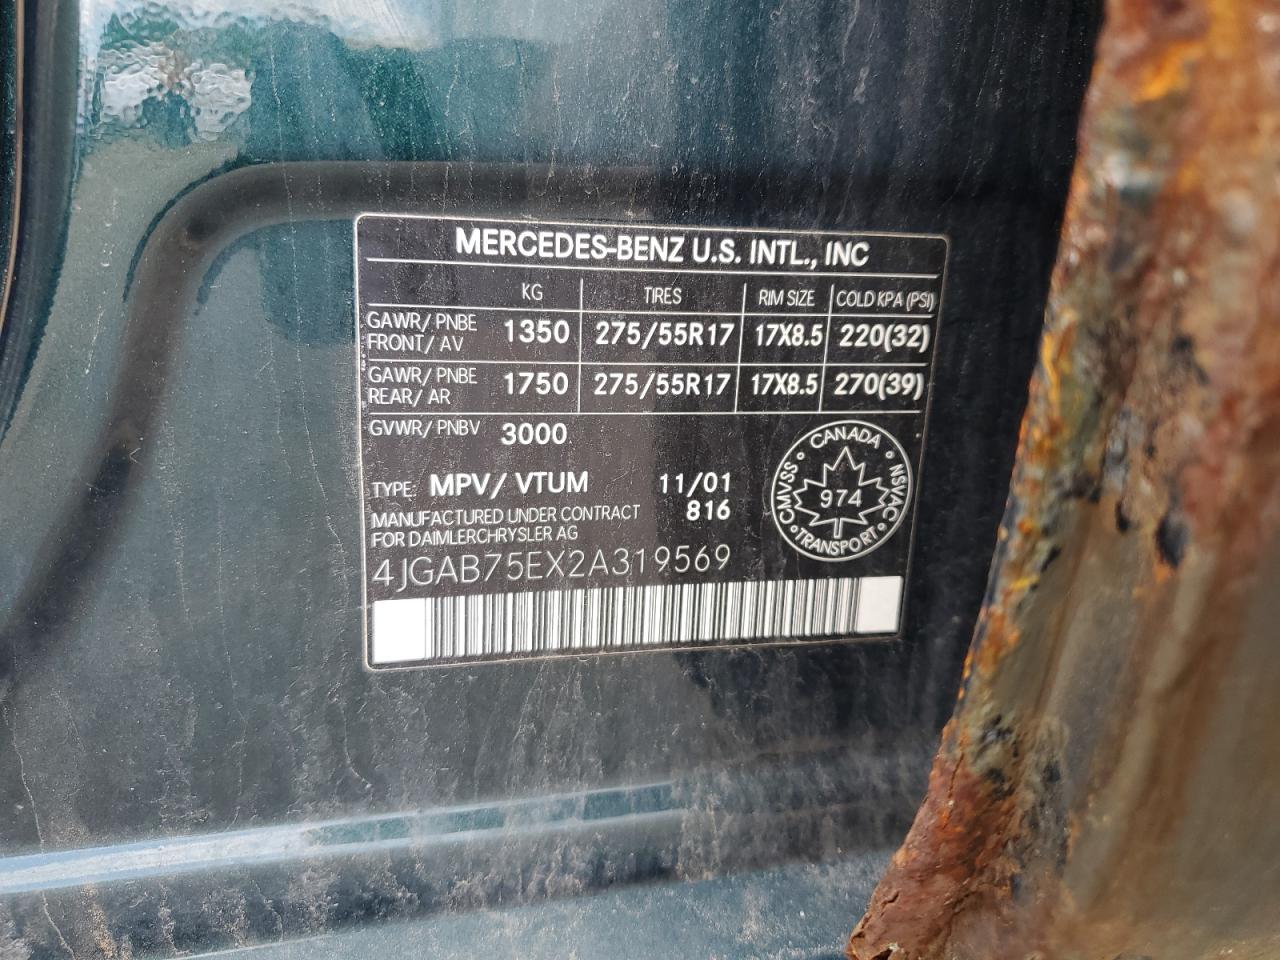 MERCEDES-BENZ U.S. INTL., INC
KG TIRES RIM SIZE COLD KPA (PSI)
GAWR/ PNBE FRONT/ AV 1350 275/55R17 17X8.5 220(32)
GAWR/ PNBE REAR/ AR 1750 275/55R17 17X8.5 270(39)
GVWR/ PNBV 3000
TYPE: MPV/ VTUM 11/01
MANUFACTURED UNDER CONTRACT 816
FOR DAIMLERCHRYSLER AG
4JGAB75EX2A319569
CANADA
CMVSS 974 NSVAC
TRANSPORT